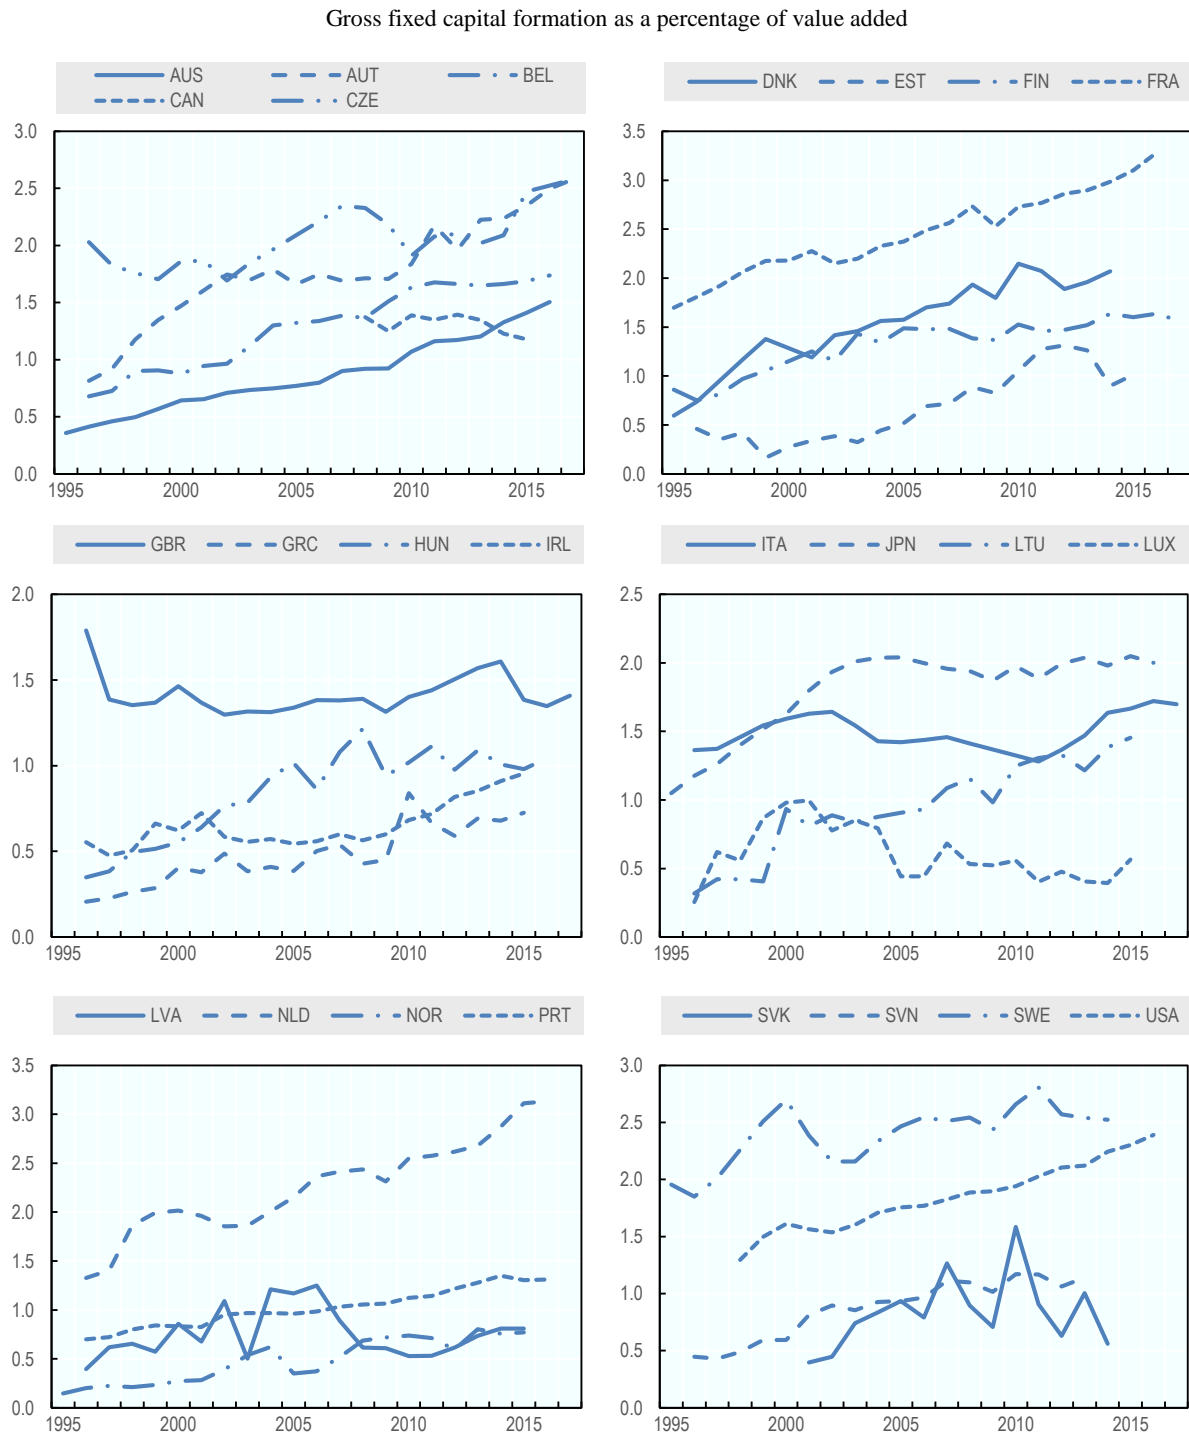 Gross fixed capital formation as a percentage of value added
AUS AUT BEL
CAN CZE
3.0
2.5
2.0
1.5
1.0
0.5
0.0
1995 2000 2005 2010 2015
DNK EST FIN FRA
3.5
3.0
2.5
2.0
1.5
1.0
0.5
0.0
1995 2000 2005 2010 2015
GBR GRC HUN IRL
2.0
1.5
1.0
0.5
0.0
1995 2000 2005 2010 2015
ITA JPN LTU LUX
2.5
2.0
1.5
1.0
0.5
0.0
1995 2000 2005 2010 2015
LVA NLD NOR PRT
3.5
3.0
2.5
2.0
1.5
1.0
0.5
0.0
1995 2000 2005 2010 2015
SVK SVN SWE USA
3.0
2.5
2.0
1.5
1.0
0.5
0.0
1995 2000 2005 2010 2015